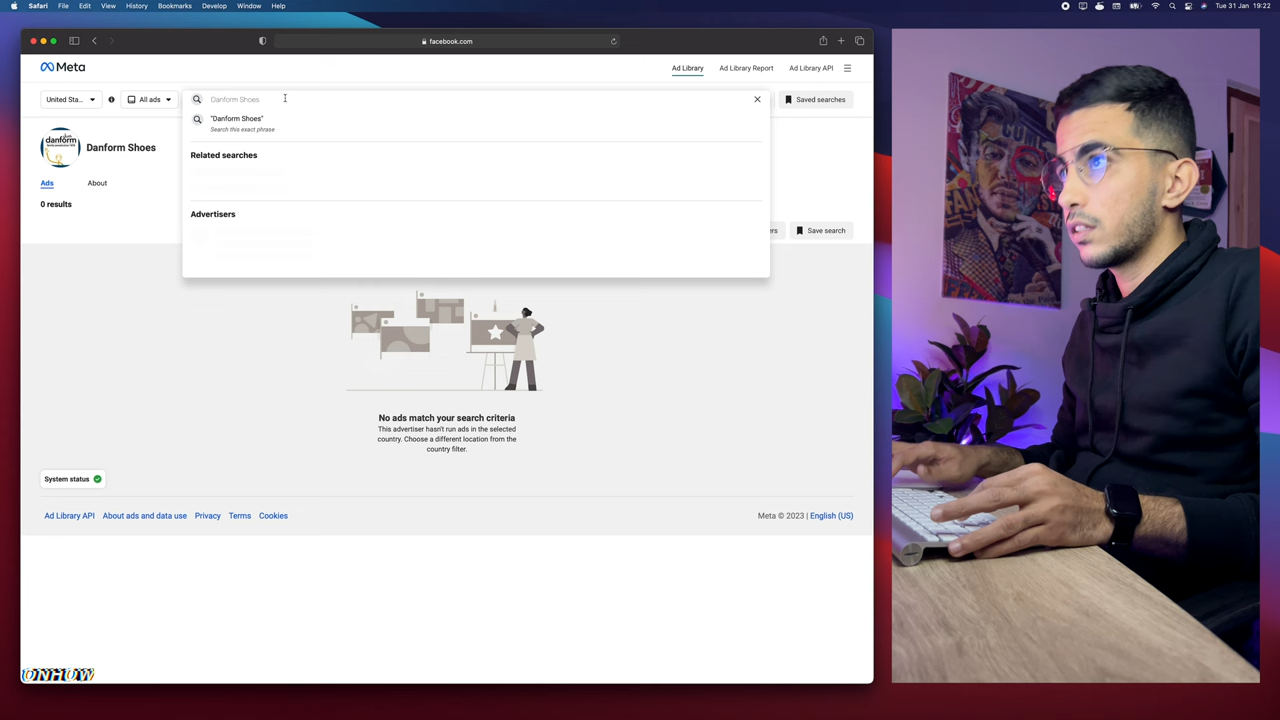 Safari File Edit View History Bookmarks Develop Window Help
Tue 31 Jan 19:22
facebook.com
Meta
Ad Library Ad Library Report Ad Library API
United Sta... All ads Danform Shoes Saved searches
"Danform Shoes"
Search this exact phrase
Related searches
Advertisers
danform
Danform Shoes
Ads About
0 results
ers Save search
No ads match your search criteria
This advertiser hasn't run ads in the selected
country. Choose a different location from the
country filter.
System status
Ad Library API About ads and data use Privacy Terms Cookies
Meta © 2023 | English (US)
ONHOW